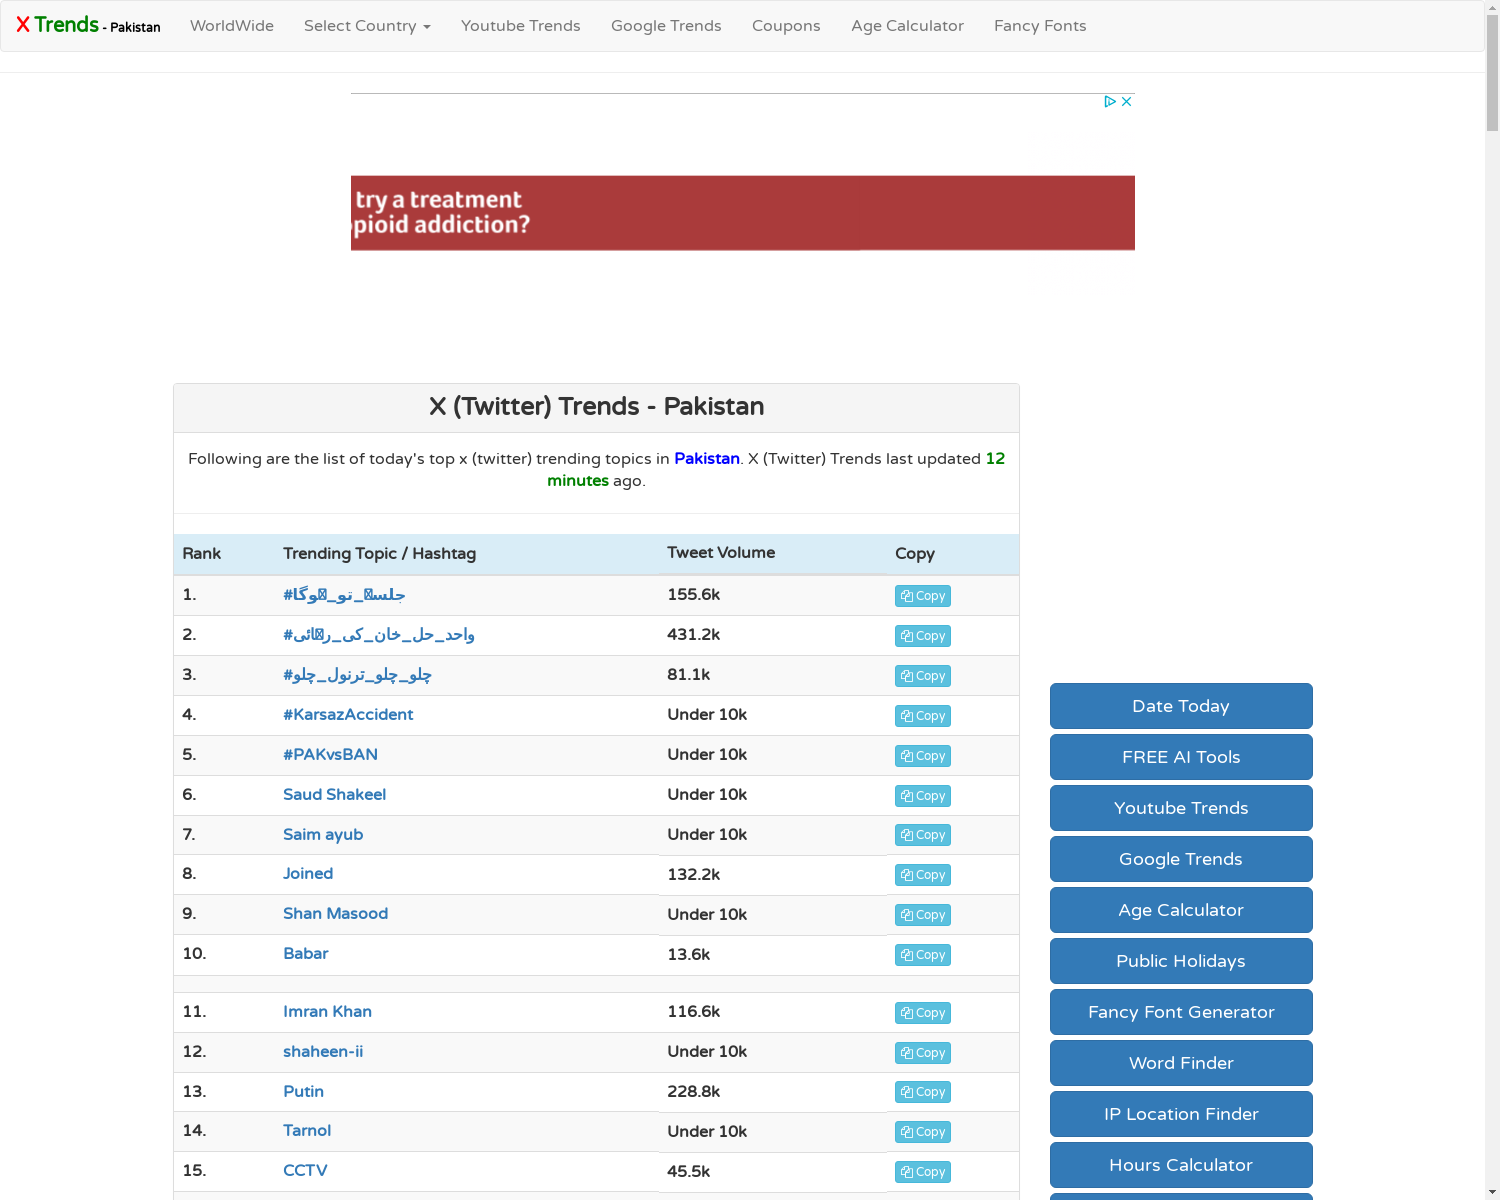 X Trends - Pakistan WorldWide Select Country Youtube Trends Google Trends Coupons Age Calculator Fancy Fonts
try a treatment
opioid addiction?
X (Twitter) Trends - Pakistan
Following are the list of today's top x (twitter) trending topics in Pakistan. X (Twitter) Trends last updated 12
minutes ago.
Rank Trending Topic / Hashtag Tweet Volume Copy
1. #جلسہ_تو_ہوگا 155.6k Copy
2. #واحد_حل_خان_کی_رہائی 431.2k Copy
3. #چلو_چلو_ترنول_چلو 81.1k Copy
4. #KarsazAccident Under 10k Copy
5. #PAKvsBAN Under 10k Copy
6. Saud Shakeel Under 10k Copy
7. Saim ayub Under 10k Copy
8. Joined 132.2k Copy
9. Shan Masood Under 10k Copy
10. Babar 13.6k Copy
11. Imran Khan 116.6k Copy
12. shaheen-ii Under 10k Copy
13. Putin 228.8k Copy
14. Tarnol Under 10k Copy
15. CCTV 45.5k Copy
Date Today
FREE AI Tools
Youtube Trends
Google Trends
Age Calculator
Public Holidays
Fancy Font Generator
Word Finder
IP Location Finder
Hours Calculator